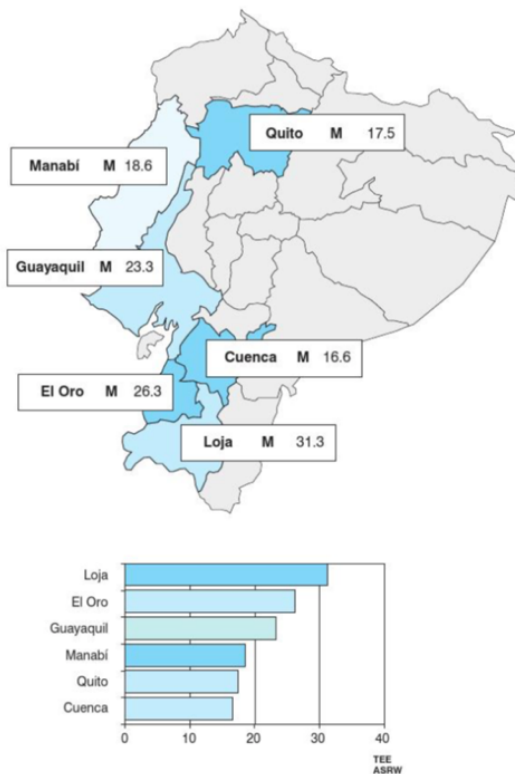 Quito M 17.5
Manabí M 18.6
Guayaquil M 23.3
Cuenca M 16.6
El Oro M 26.3
Loja M 31.3
Loja
El Oro
Guayaquil
Manabí
Quito
Cuenca
0 10 20 30 40
TEE
ASRW